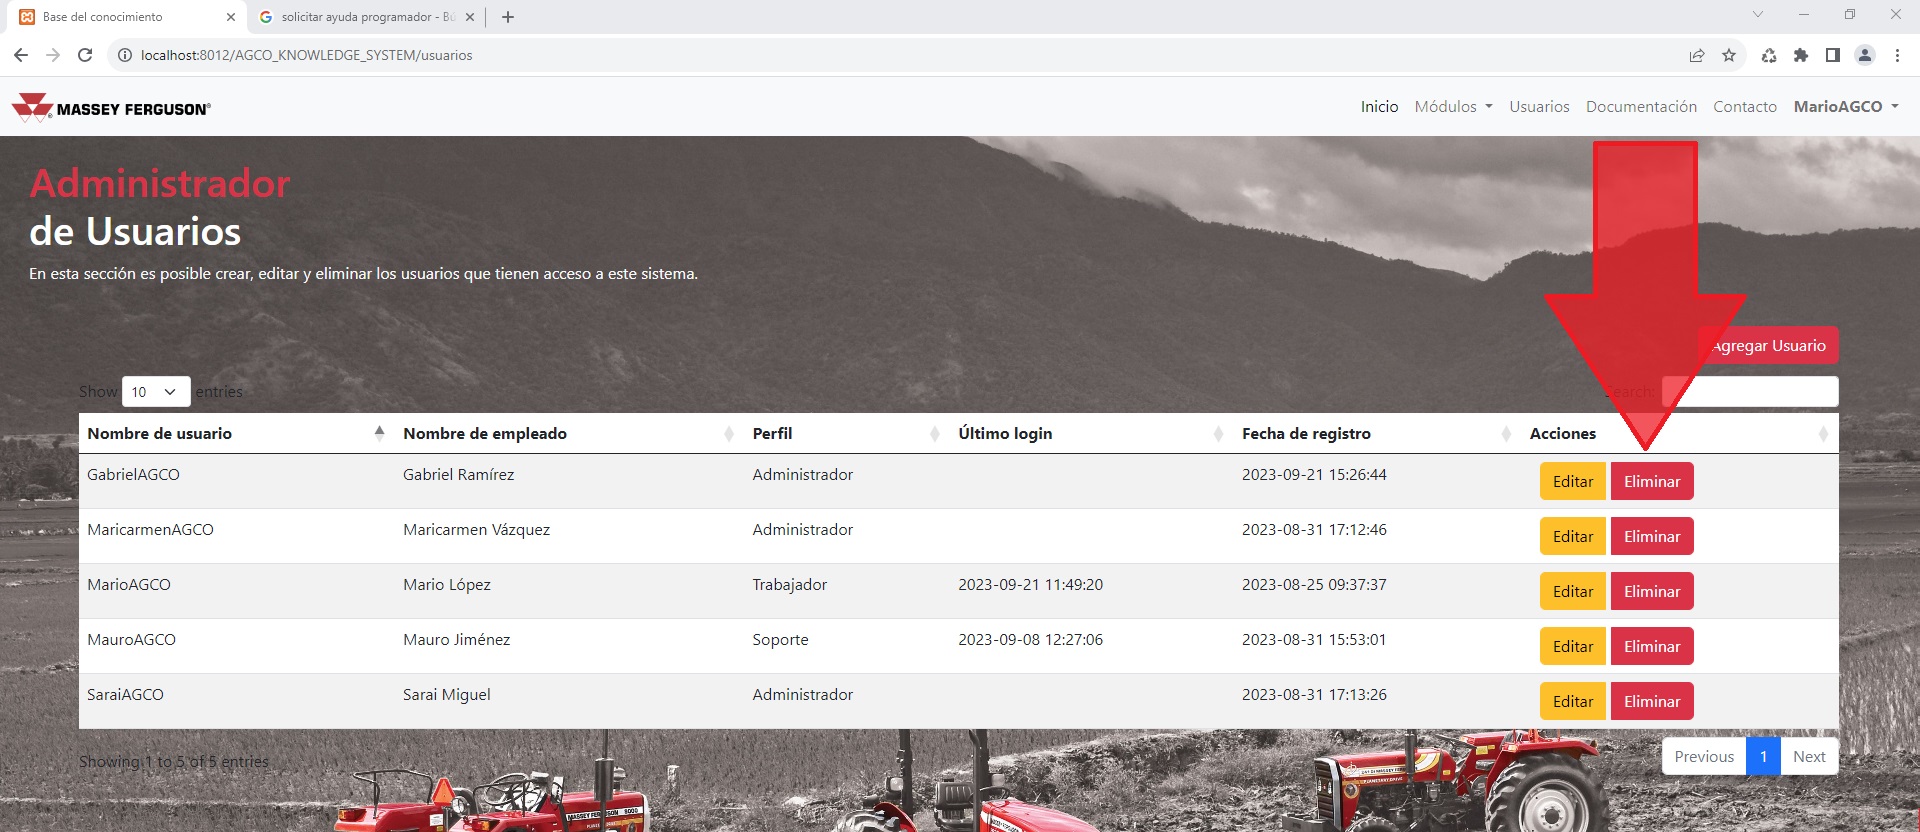 Base del conocimiento
solicitar ayuda programador - Bú
localhost:8012/AGCO_KNOWLEDGE_SYSTEM/usuarios
MASSEY FERGUSON®
Inicio Módulos Usuarios Documentación Contacto MarioAGCO
Administrador
de Usuarios
En esta sección es posible crear, editar y eliminar los usuarios que tienen acceso a este sistema.
Agregar Usuario
Show 10 entries Search:
Nombre de usuario Nombre de empleado Perfil Último login Fecha de registro Acciones
GabrielAGCO Gabriel Ramírez Administrador 2023-09-21 15:26:44 Editar Eliminar
MaricarmenAGCO Maricarmen Vázquez Administrador 2023-08-31 17:12:46 Editar Eliminar
MarioAGCO Mario López Trabajador 2023-09-21 11:49:20 2023-08-25 09:37:37 Editar Eliminar
MauroAGCO Mauro Jiménez Soporte 2023-09-08 12:27:06 2023-08-31 15:53:01 Editar Eliminar
SaraiAGCO Sarai Miguel Administrador 2023-08-31 17:13:26 Editar Eliminar
Showing 1 to 5 of 5 entries
Previous 1 Next
MASSEY FERGUSON 9000